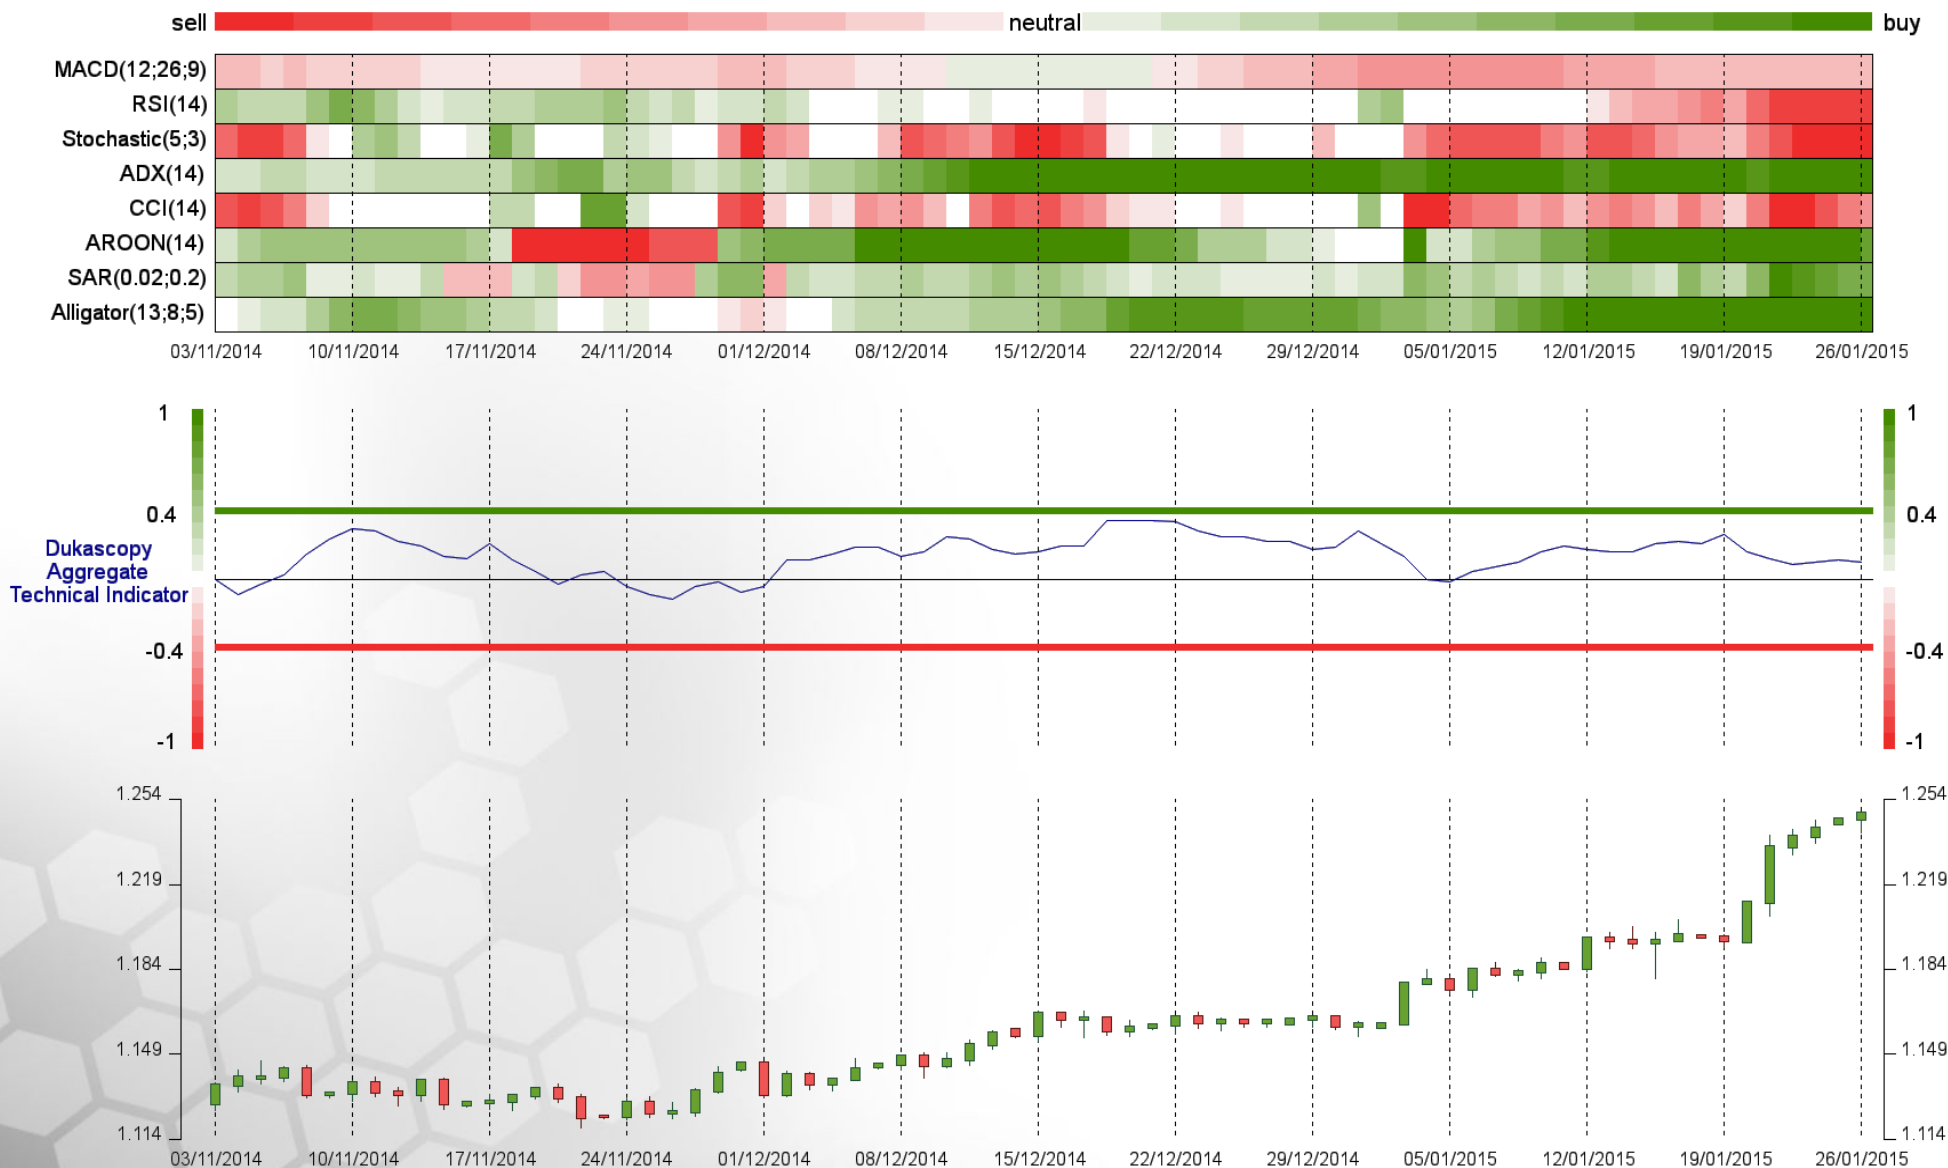 sell neutral buy
MACD(12;26;9)
RSI(14)
Stochastic(5;3)
ADX(14)
CCI(14)
AROON(14)
SAR(0.02;0.2)
Alligator(13;8;5)
03/11/2014 10/11/2014 17/11/2014 24/11/2014 01/12/2014 08/12/2014 15/12/2014 22/12/2014 29/12/2014 05/01/2015 12/01/2015 19/01/2015 26/01/2015
1 1
0.4 0.4
Dukascopy
Aggregate
Technical Indicator
-0.4 -0.4
-1 -1
1.254 1.254
1.219 1.219
1.184 1.184
1.149 1.149
1.114 1.114
03/11/2014 10/11/2014 17/11/2014 24/11/2014 01/12/2014 08/12/2014 15/12/2014 22/12/2014 29/12/2014 05/01/2015 12/01/2015 19/01/2015 26/01/2015